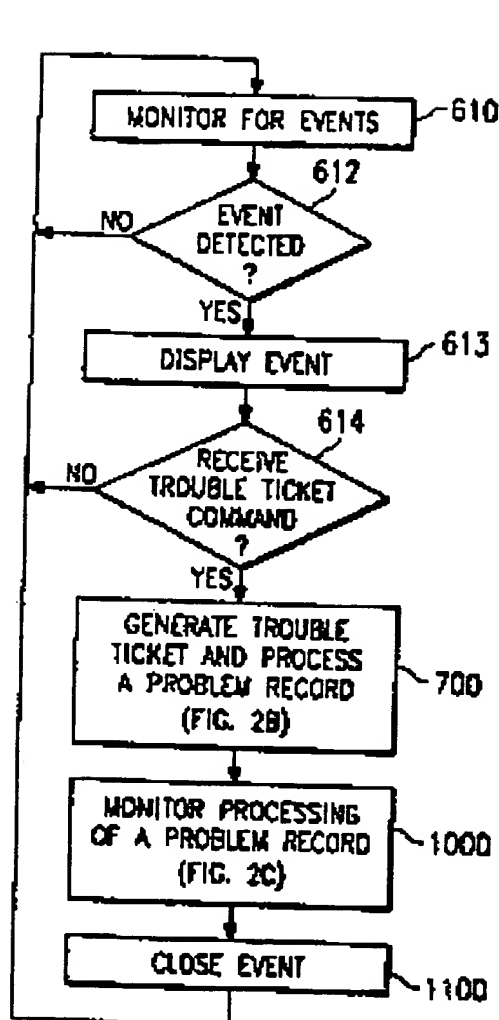 MONITOR FOR EVENTS
610
612
EVENT
DETECTED
?
NO
YES
DISPLAY EVENT
613
614
RECEIVE
TROUBLE TICKET
COMMAND
?
NO
YES
GENERATE TROUBLE
TICKET AND PROCESS
A PROBLEM RECORD
(FIG. 2B)
700
MONITOR PROCESSING
OF A PROBLEM RECORD
(FIG. 2C)
1000
CLOSE EVENT
1100